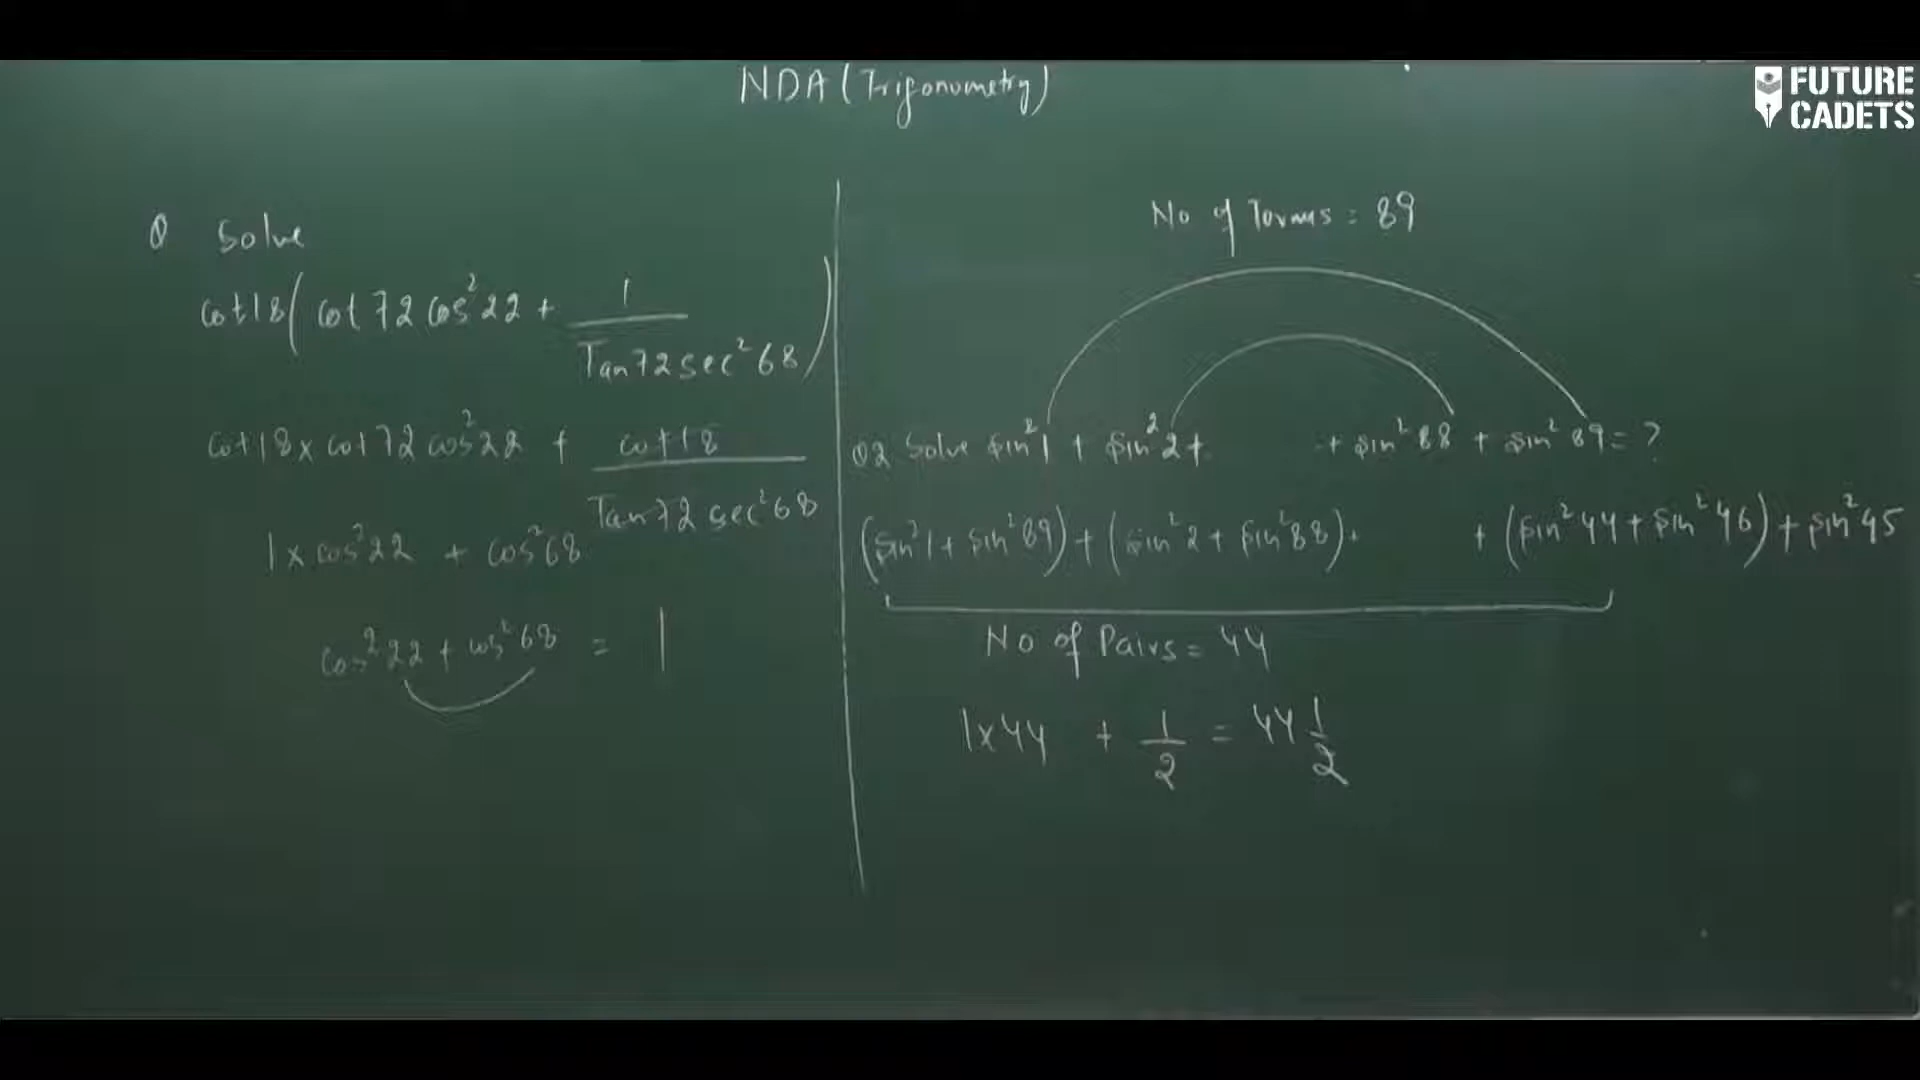 NDA (Trigonometry)
FUTURE
CADETS
Q Solve
cot18(cot72 cos²22 + 1/(Tan72 sec²68))
cot18 x cot72 cos²22 + cot18/(Tan72 sec²68)
1 x cos²22 + cos²68
cos²22 + cos²68 = 1
No of Terms = 89
Q2 Solve sin²1 + sin²2 + + sin²88 + sin²89 = ?
(sin²1 + sin²89) + (sin²2 + sin²88) . + (sin²44 + sin²46) + sin²45
No of Pairs = 44
1x44 + 1/2 = 44 1/2